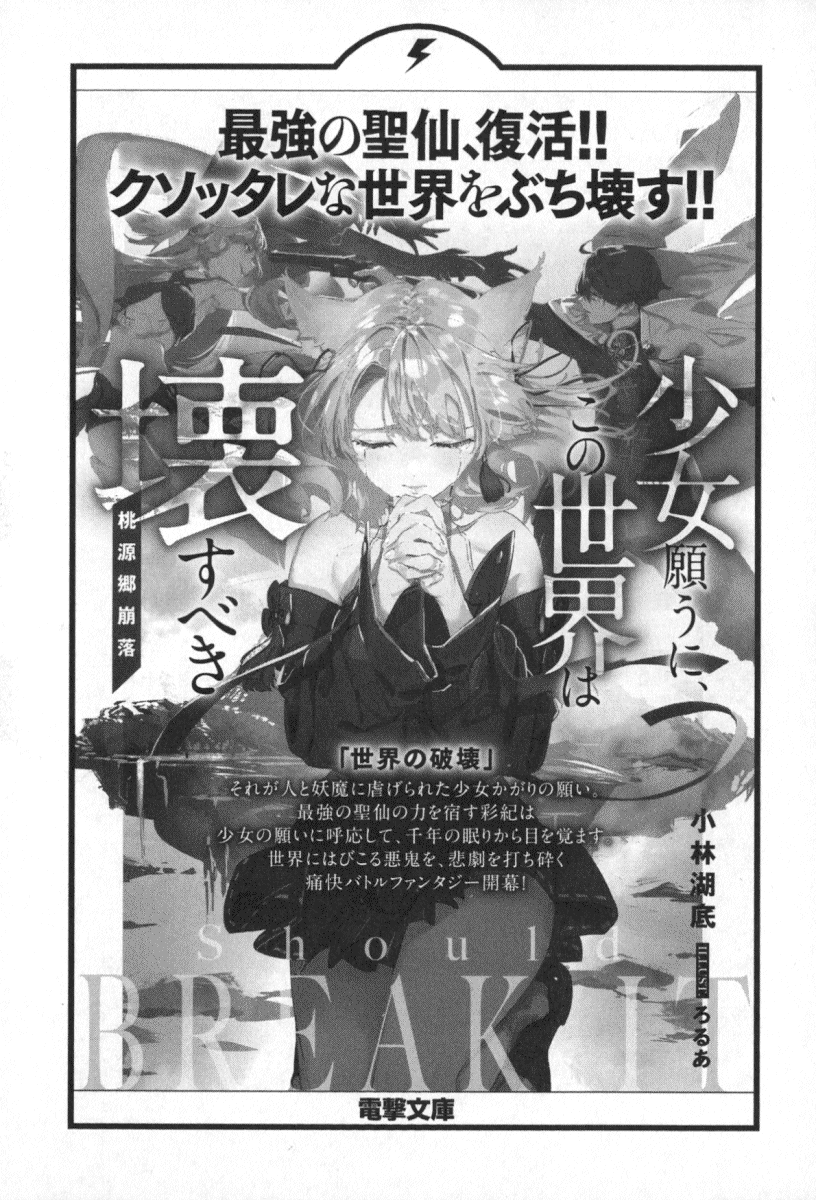 最強の聖仙、復活!!
クソッタレな世界をぶち壊す!!
少女願うに、
この世界は
壊すべき
桃源郷崩落
「世界の破壊」
それが人と妖魔に虐げられた少女かがりの願い。
最強の聖仙の力を宿す彩紀は
少女の願いに呼応して、千年の眠りから目を覚ます
世界にはびこる悪鬼を、悲劇を打ち砕く
痛快バトルファンタジー開幕!
小林湖底
ILLUST ろるあ
Should
BREAK IT
電撃文庫